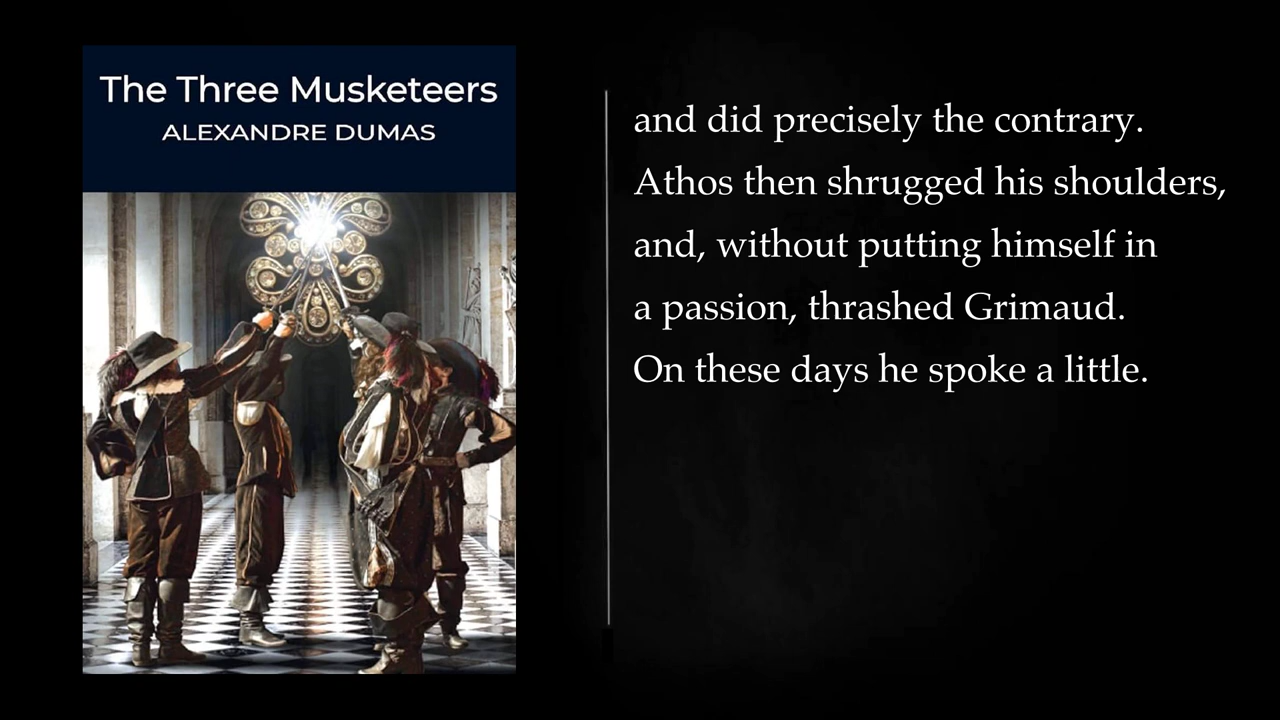 The Three Musketeers
ALEXANDRE DUMAS
and did precisely the contrary.
Athos then shrugged his shoulders,
and, without putting himself in
a passion, thrashed Grimaud.
On these days he spoke a little.